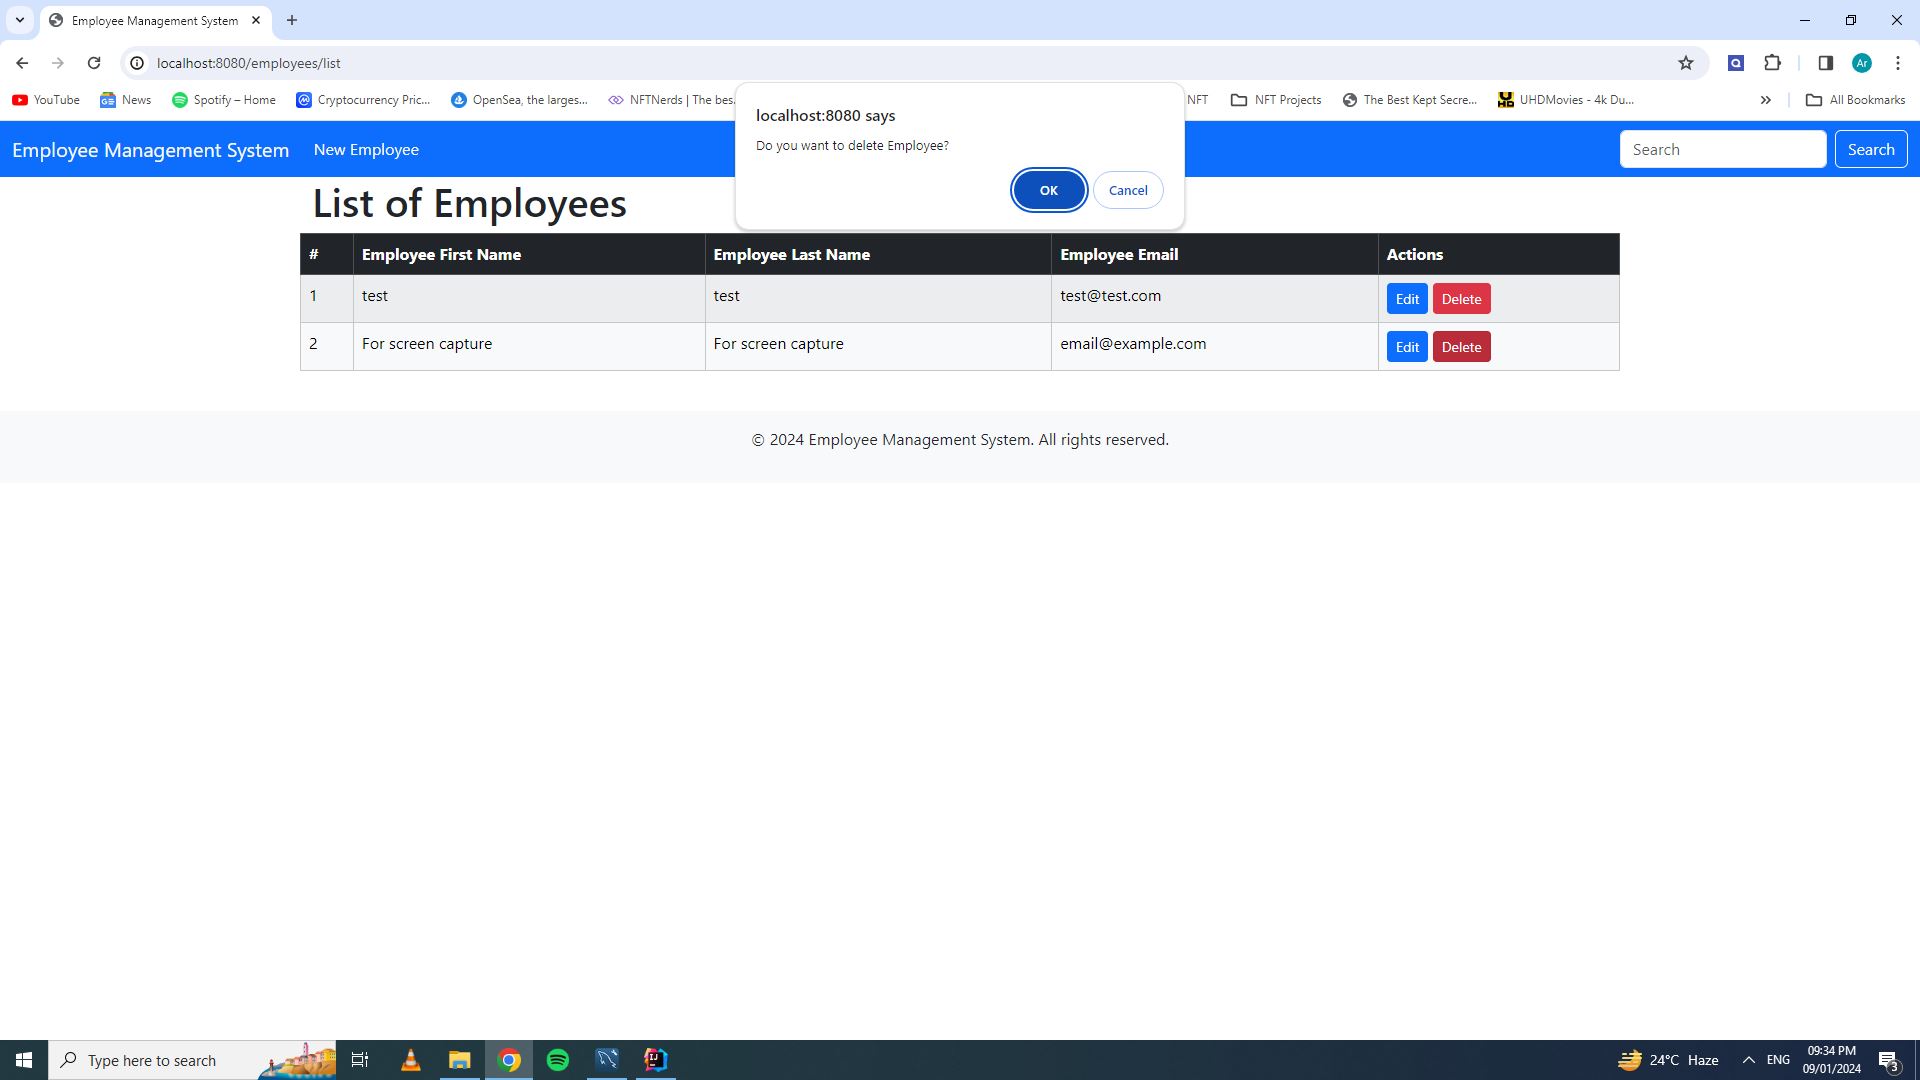 Employee Management System
localhost:8080/employees/list
Ar
YouTube News Spotify – Home Cryptocurrency Pric... OpenSea, the larges... NFTNerds | The bes... NFT NFT Projects The Best Kept Secre... UHDMovies - 4k Du... All Bookmarks
localhost:8080 says
Do you want to delete Employee?
OK Cancel
Employee Management System New Employee Search Search
List of Employees
# Employee First Name Employee Last Name Employee Email Actions
1 test test test@test.com Edit Delete
2 For screen capture For screen capture email@example.com Edit Delete
© 2024 Employee Management System. All rights reserved.
Type here to search
24°C Haze ENG 09:34 PM
09/01/2024
3